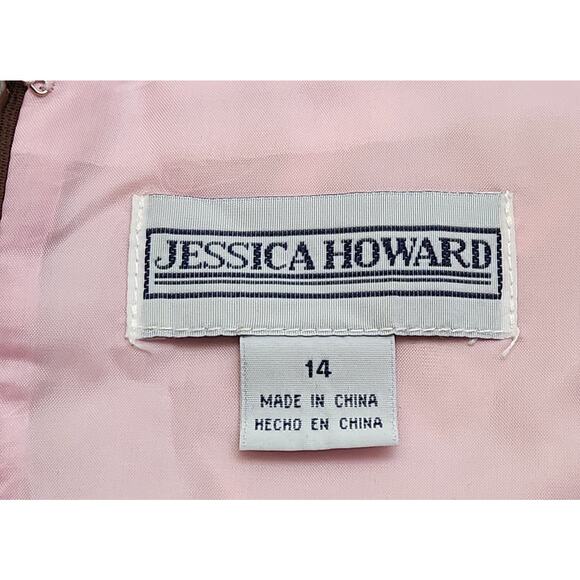 JESSICA HOWARD
14
MADE IN CHINA
HECHO EN CHINA